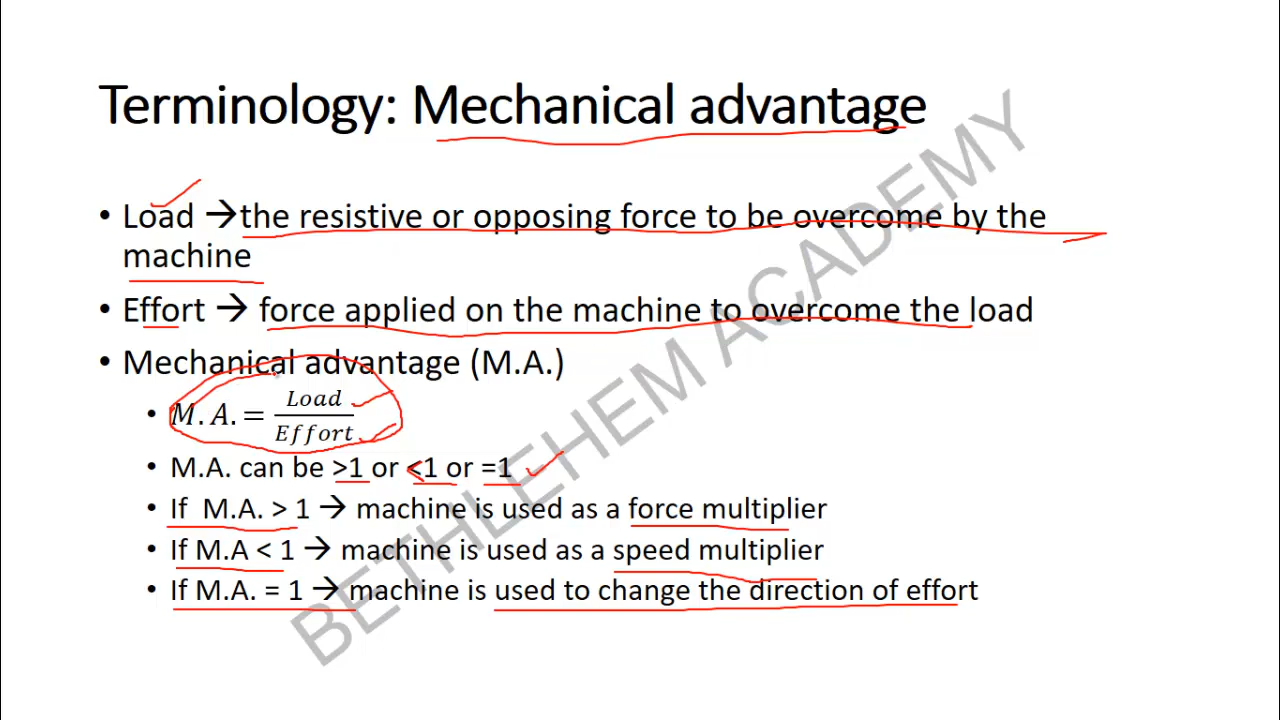 Terminology: Mechanical advantage
• Load →the resistive or opposing force to be overcome by the
machine
• Effort → force applied on the machine to overcome the load
• Mechanical advantage (M.A.)
• M.A.= Load/Effort
• M.A. can be >1 or <1 or =1
• If M.A. > 1 → machine is used as a force multiplier
• If M.A < 1 → machine is used as a speed multiplier
• If M.A. = 1 → machine is used to change the direction of effort
BETHLEHEM ACADEMY